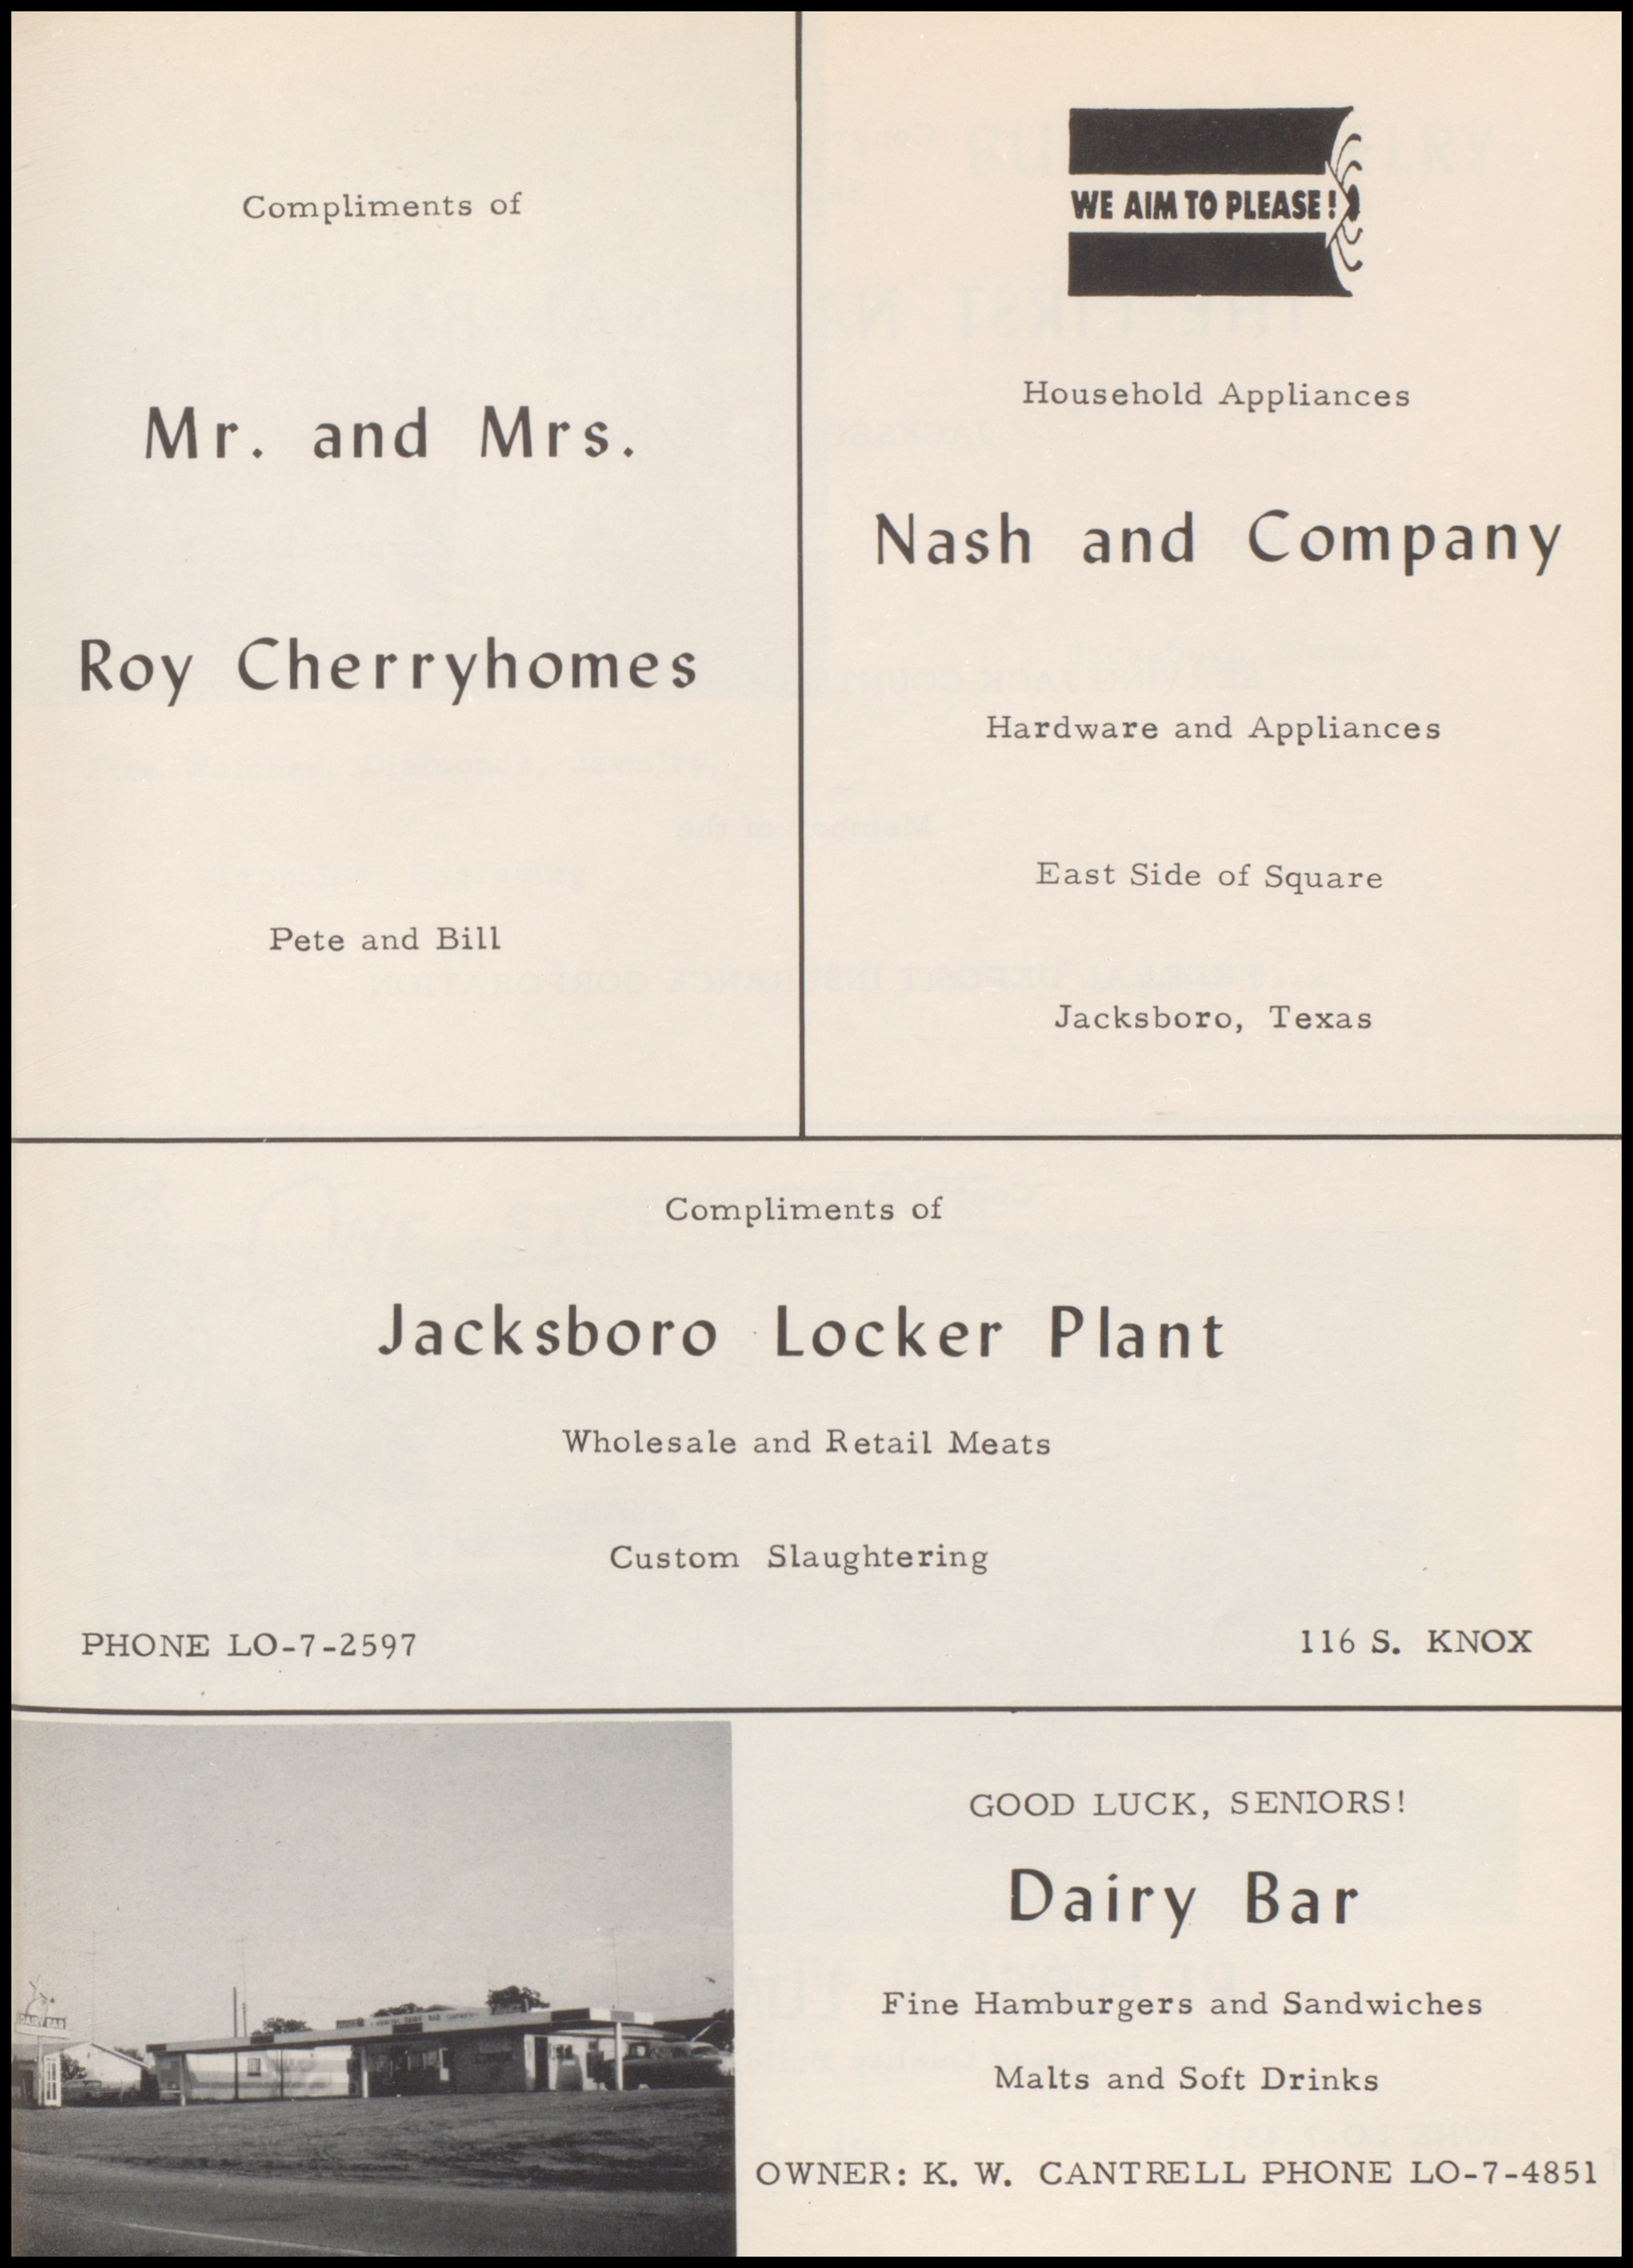 Compliments of
Mr. and Mrs.
Roy Cherryhomes
Pete and Bill
WE AIM TO PLEASE!
Household Appliances
Nash and Company
Hardware and Appliances
East Side of Square
Jacksboro, Texas
Compliments of
Jacksboro Locker Plant
Wholesale and Retail Meats
Custom Slaughtering
PHONE LO-7-2597
116 S. KNOX
DAIRY BAR
GOOD LUCK, SENIORS!
Dairy Bar
Fine Hamburgers and Sandwiches
Malts and Soft Drinks
OWNER: K. W. CANTRELL PHONE LO-7-4851